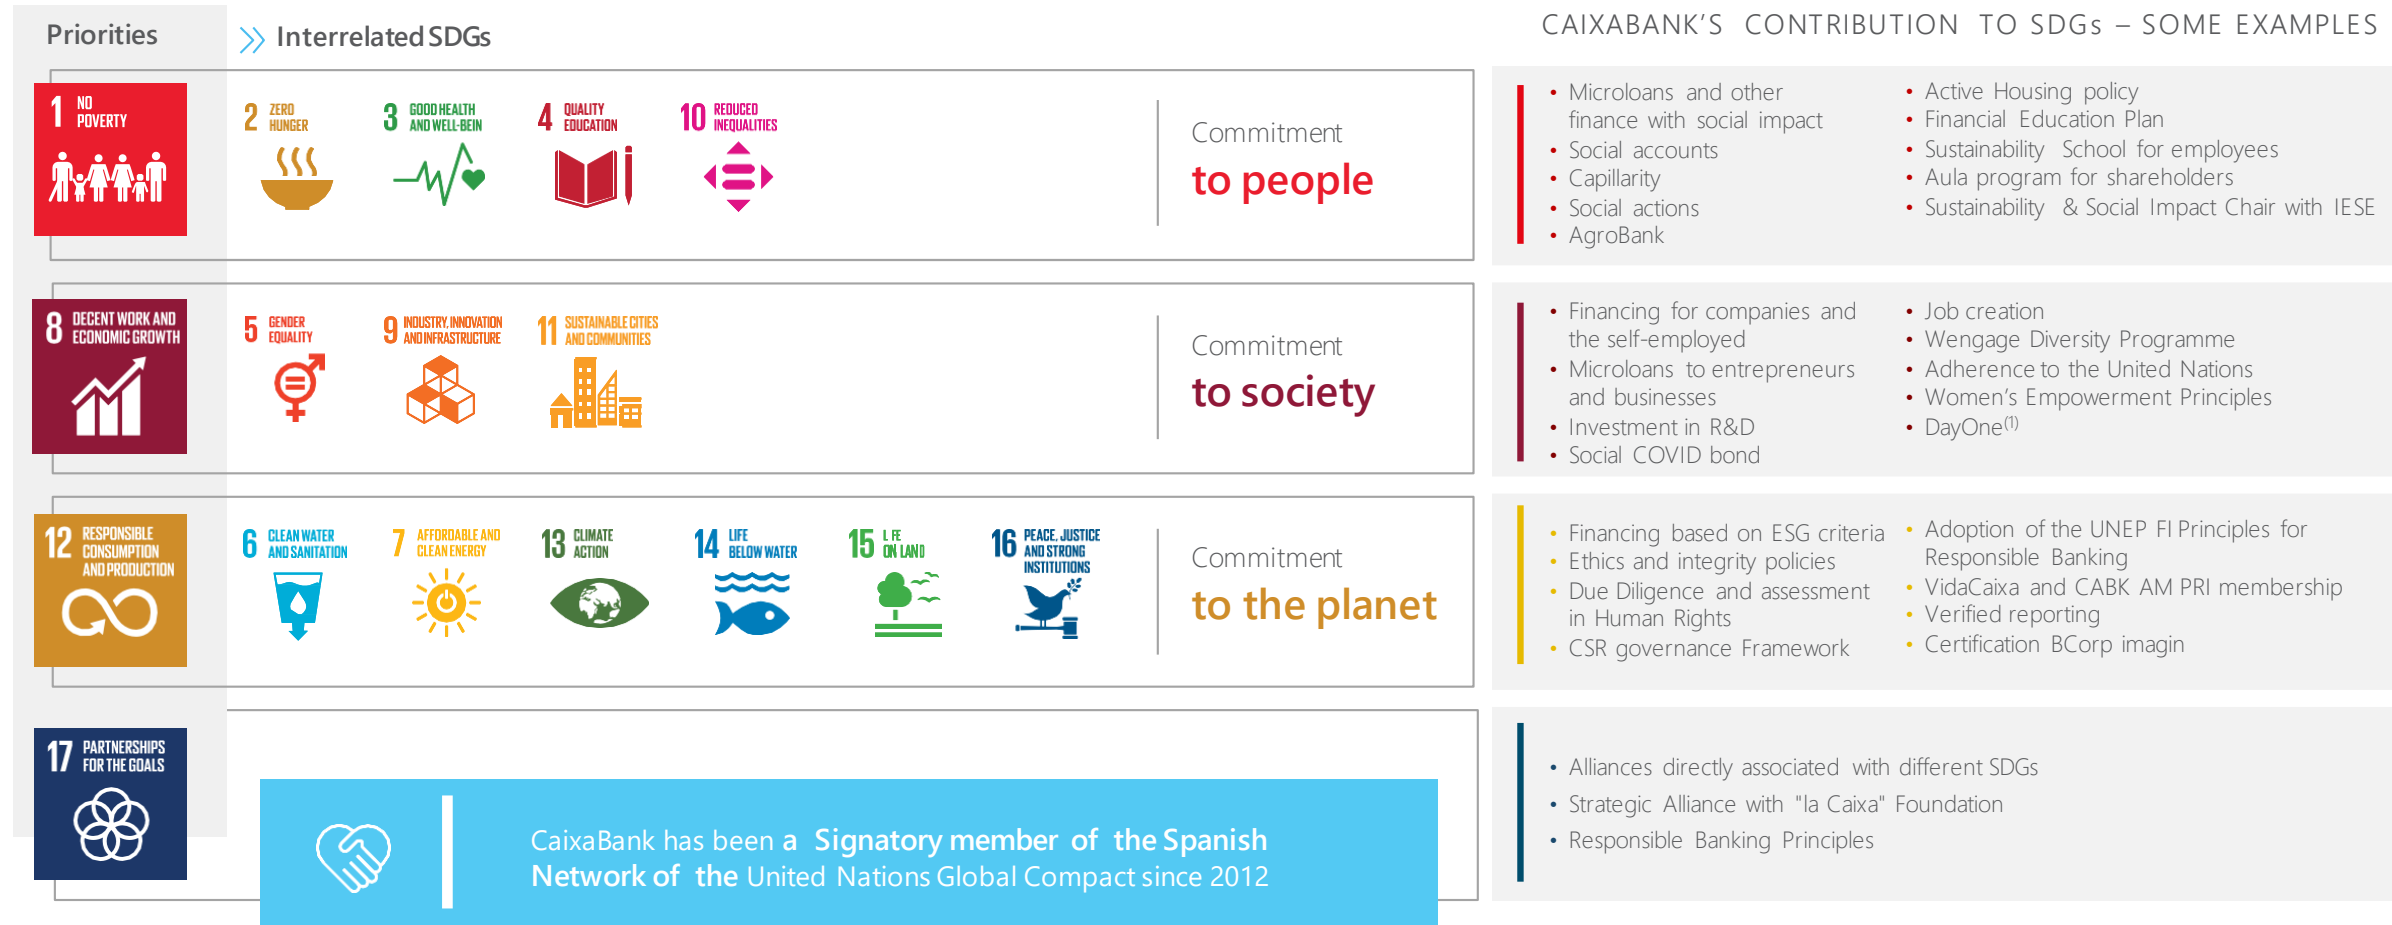 Priorities
Interrelated SDGs
CAIXABANK'S CONTRIBUTION TO SDGs – SOME EXAMPLES
1 NO
POVERTY
2 ZERO
HUNGER
3 GOOD HEALTH
AND WELL-BEIN
4 QUALITY
EDUCATION
10 REDUCED
INEQUALITIES
Commitment
to people
• Microloans and other
finance with social impact
• Social accounts
• Capillarity
• Social actions
• AgroBank
• Active Housing policy
• Financial Education Plan
• Sustainability School for employees
• Aula program for shareholders
• Sustainability & Social Impact Chair with IESE
8 DECENT WORK AND
ECONOMIC GROWTH
5 GENDER
EQUALITY
9 INDUSTRY, INNOVATION
AND INFRASTRUCTURE
11 SUSTAINABLE CITIES
AND COMMUNITIES
Commitment
to society
• Financing for companies and
the self-employed
• Microloans to entrepreneurs
and businesses
• Investment in R&D
• Social COVID bond
• Job creation
• Wengage Diversity Programme
• Adherence to the United Nations
• Women's Empowerment Principles
• DayOne(1)
12 RESPONSIBLE
CONSUMPTION
AND PRODUCTION
6 CLEAN WATER
AND SANITATION
7 AFFORDABLE AND
CLEAN ENERGY
13 CLIMATE
ACTION
14 LIFE
BELOW WATER
15 L FE
ON LAND
16 PEACE, JUSTICE
AND STRONG
INSTITUTIONS
Commitment
to the planet
• Financing based on ESG criteria
• Ethics and integrity policies
• Due Diligence and assessment
in Human Rights
• CSR governance Framework
• Adoption of the UNEP FI Principles for
Responsible Banking
• VidaCaixa and CABK AM PRI membership
• Verified reporting
• Certification BCorp imagin
17 PARTNERSHIPS
FOR THE GOALS
CaixaBank has been a Signatory member of the Spanish
Network of the United Nations Global Compact since 2012
• Alliances directly associated with different SDGs
• Strategic Alliance with "la Caixa" Foundation
• Responsible Banking Principles